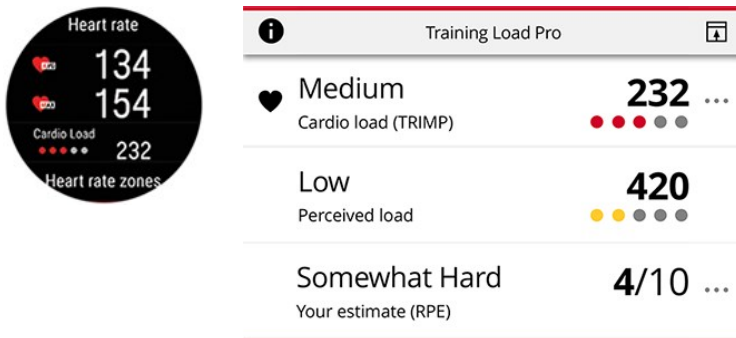 Heart rate
134
154
MAX
Cardio Load
232
Heart rate zones
Training Load Pro
Medium
232
Cardio load (TRIMP)
Low
420
Perceived load
Somewhat Hard
4/10
Your estimate (RPE)